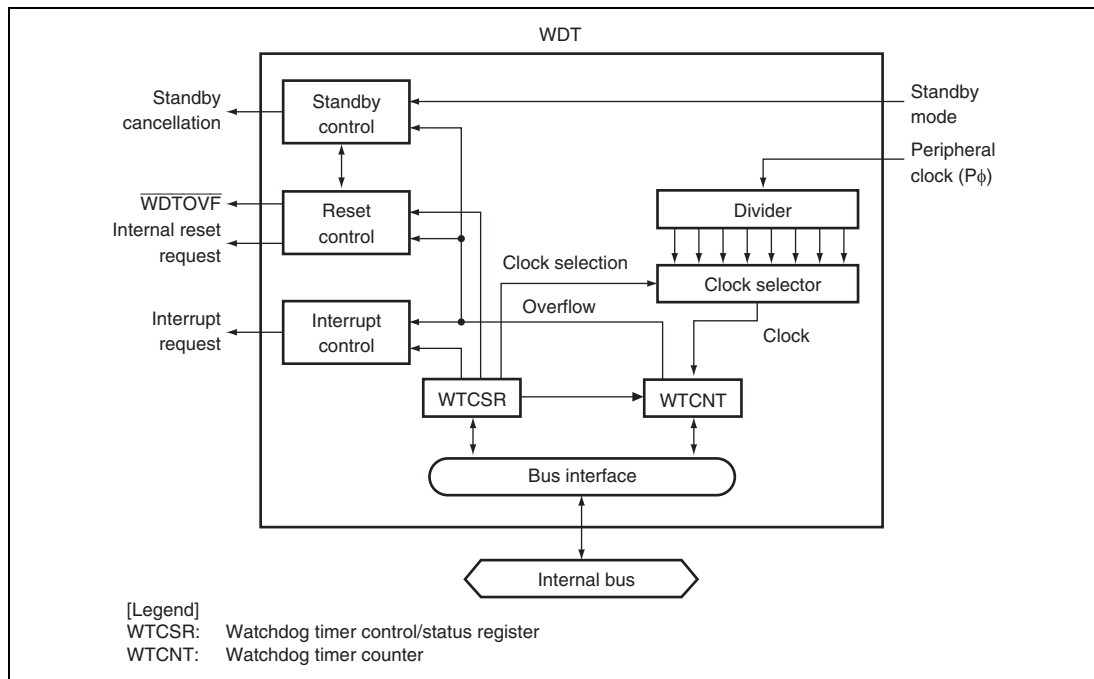 WDT
Standby
cancellation
Standby
control
Standby
mode
Peripheral
clock (Pϕ)
WDTOVF
Internal reset
request
Reset
control
Divider
Clock selection
Clock selector
Overflow
Interrupt
request
Interrupt
control
Clock
WTCSR
WTCNT
Bus interface
Internal bus
[Legend]
WTCSR: Watchdog timer control/status register
WTCNT: Watchdog timer counter